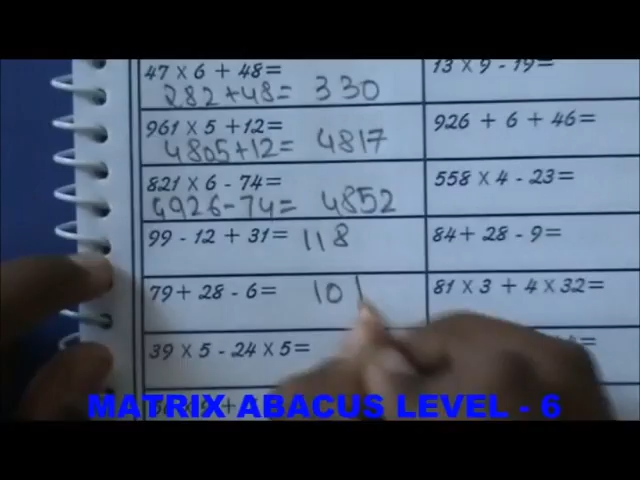 47 X 6 + 48=
282+48= 330
961 X 5 +12=
4805+12= 4817
821 X 6 - 74=
4926-74= 4852
99 - 12 + 31= 118
79+ 28 - 6= 101
39 X 5 - 24 X 5=
13 X 9 - 19=
926 + 6 + 46=
558 X 4 - 23=
84+ 28 - 9=
81 X 3 + 4 X 32=
MATRIX ABACUS LEVEL - 6